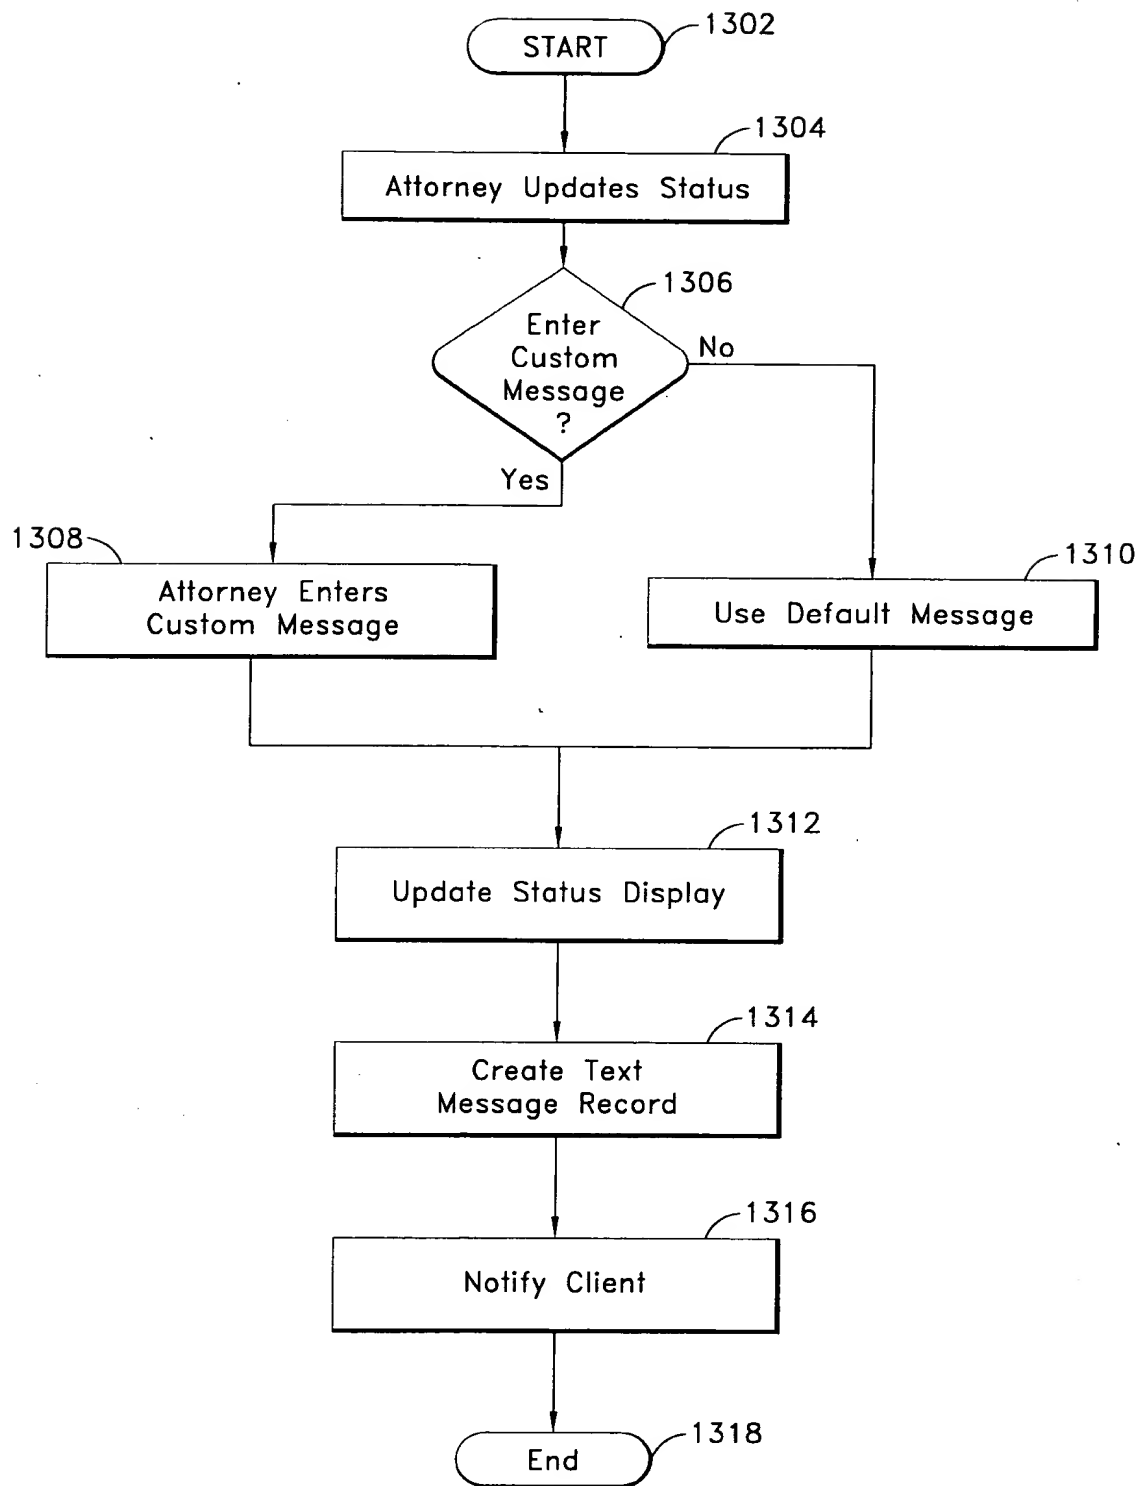 START
1302
1304
Attorney Updates Status
1306
Enter
Custom
Message
?
No
Yes
1308
Attorney Enters
Custom Message
1310
Use Default Message
1312
Update Status Display
1314
Create Text
Message Record
1316
Notify Client
1318
End